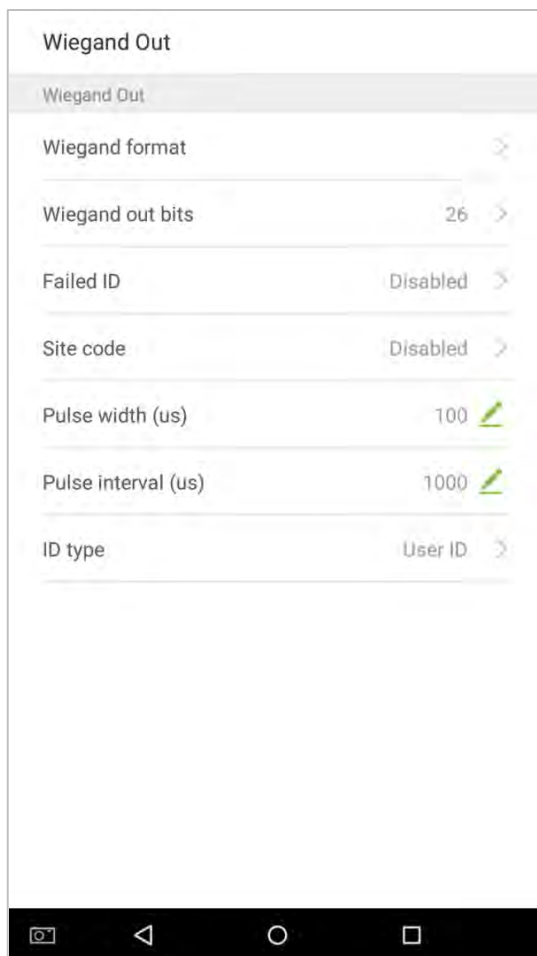 Wiegand Out
Wiegand Out
Wiegand format
Wiegand out bits 26
Failed ID Disabled
Site code Disabled
Pulse width (us) 100
Pulse interval (us) 1000
ID type User ID